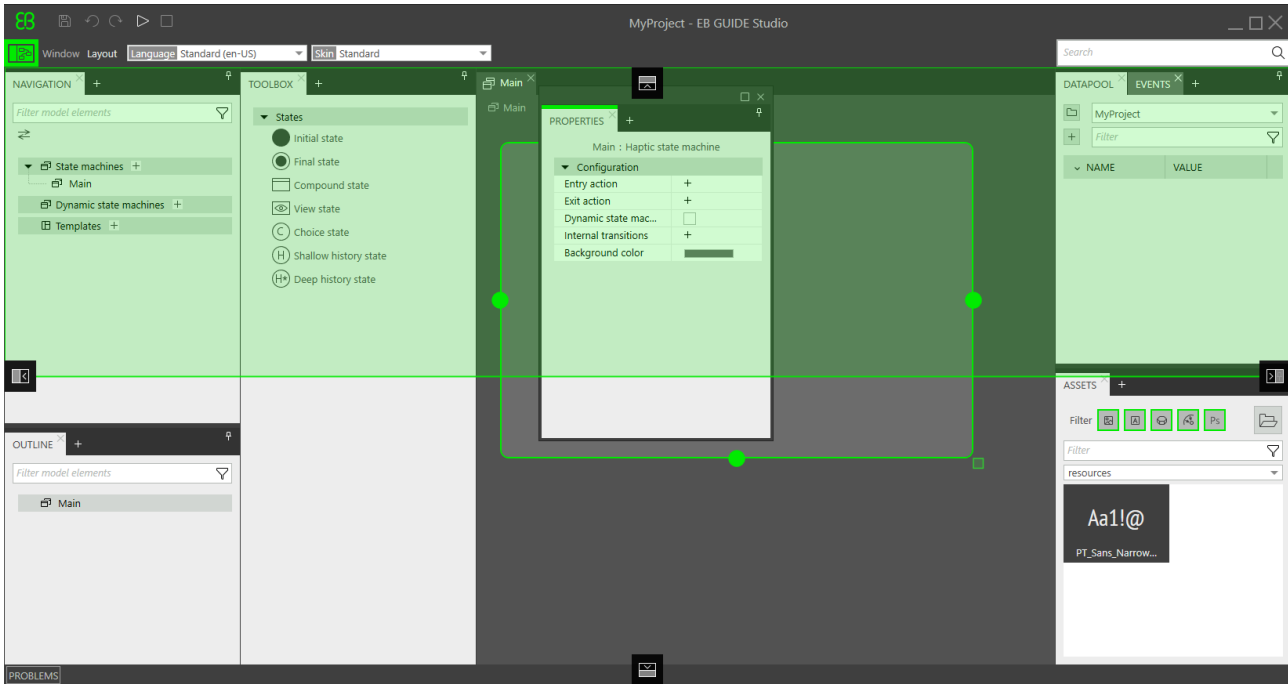 EB
MyProject - EB GUIDE Studio
Window Layout Language Standard (en-US) Skin Standard
Search
NAVIGATION
Filter model elements
State machines
Main
Dynamic state machines
Templates
OUTLINE
Filter model elements
Main
TOOLBOX
States
Initial state
Final state
Compound state
View state
C Choice state
H Shallow history state
H* Deep history state
Main
Main
PROPERTIES
Main : Haptic state machine
Configuration
Entry action
Exit action
Dynamic state mac...
Internal transitions
Background color
DATAPOOL EVENTS
MyProject
Filter
NAME VALUE
ASSETS
Filter A Ps
Filter
resources
Aa1!@
PT_Sans_Narrow...
PROBLEMS